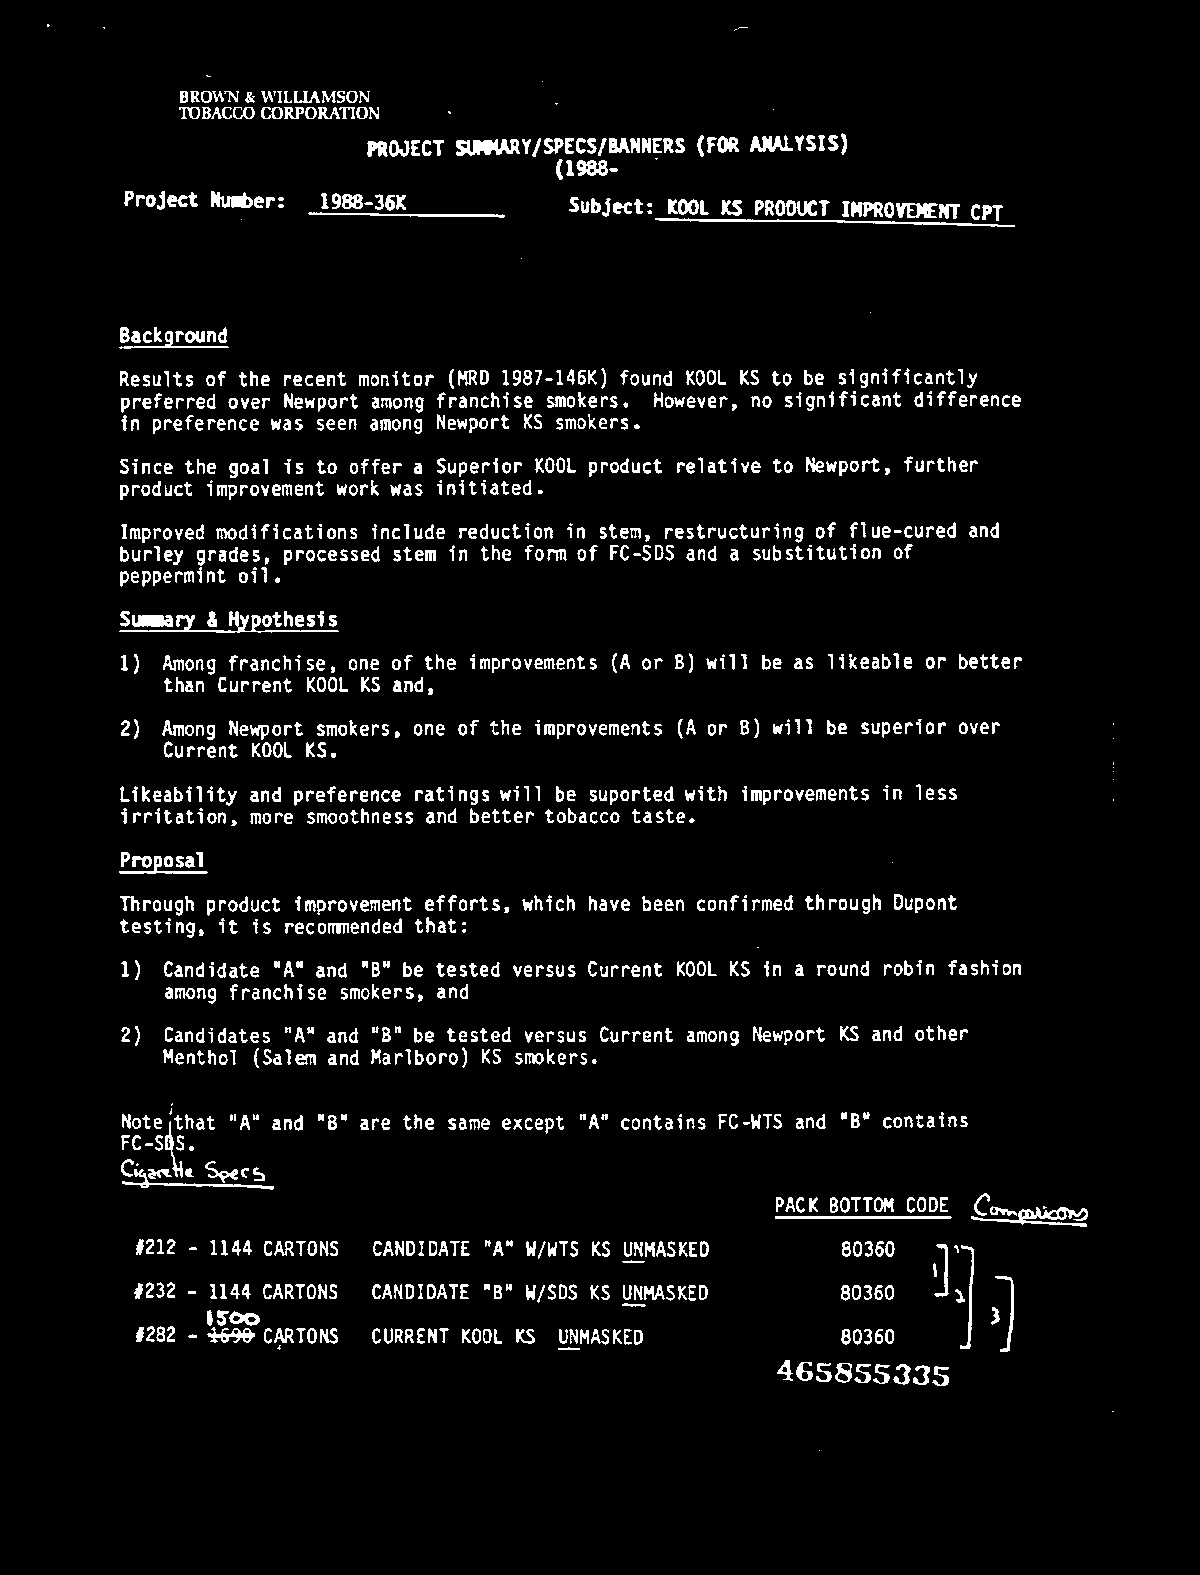 BROWN & WILLIAMSON
TOBACCO CORPORATION
PROJECT SUMMARY/SPECS/BANNERS (FOR ANALYSIS)
(1988-
Project Number: 1988-36K Subject: KOOL KS PRODUCT IMPROVEMENT CPT
Background
Results of the recent monitor (MRD 1987-146K) found KOOL KS to be significantly
preferred over Newport among franchise smokers. However, no significant difference
in preference was seen among Newport KS smokers.
Since the goal is to offer a Superior KOOL product relative to Newport, further
product improvement work was initiated.
Improved modifications include reduction in stem, restructuring of flue-cured and
burley grades, processed stem in the form of FC-SDS and a substitution of
peppermint oil.
Summary & Hypothesis
1) Among franchise, one of the improvements (A or B) will be as likeable or better
than Current KOOL KS and,
2) Among Newport smokers, one of the improvements (A or B) will be superior over
Current KOOL KS.
Likeability and preference ratings will be suported with improvements in less
irritation, more smoothness and better tobacco taste.
Proposal
Through product improvement efforts, which have been confirmed through Dupont
testing, it is recommended that:
1) Candidate "A" and "B" be tested versus Current KOOL KS in a round robin fashion
among franchise smokers, and
2) Candidates "A" and "B" be tested versus Current among Newport KS and other
Menthol (Salem and Marlboro) KS smokers.
Note that "A" and "B" are the same except "A" contains FC-WTS and "B" contains
FC-SDS.
Cigarette Specs
PACK BOTTOM CODE Comparisons
#212 - 1144 CARTONS CANDIDATE "A" W/WTS KS UNMASKED 80360
1
#232 - 1144 CARTONS CANDIDATE "B" W/SDS KS UNMASKED 80360 2
1500 3
#282 - 1690 CARTONS CURRENT KOOL KS UNMASKED 80360
465855335